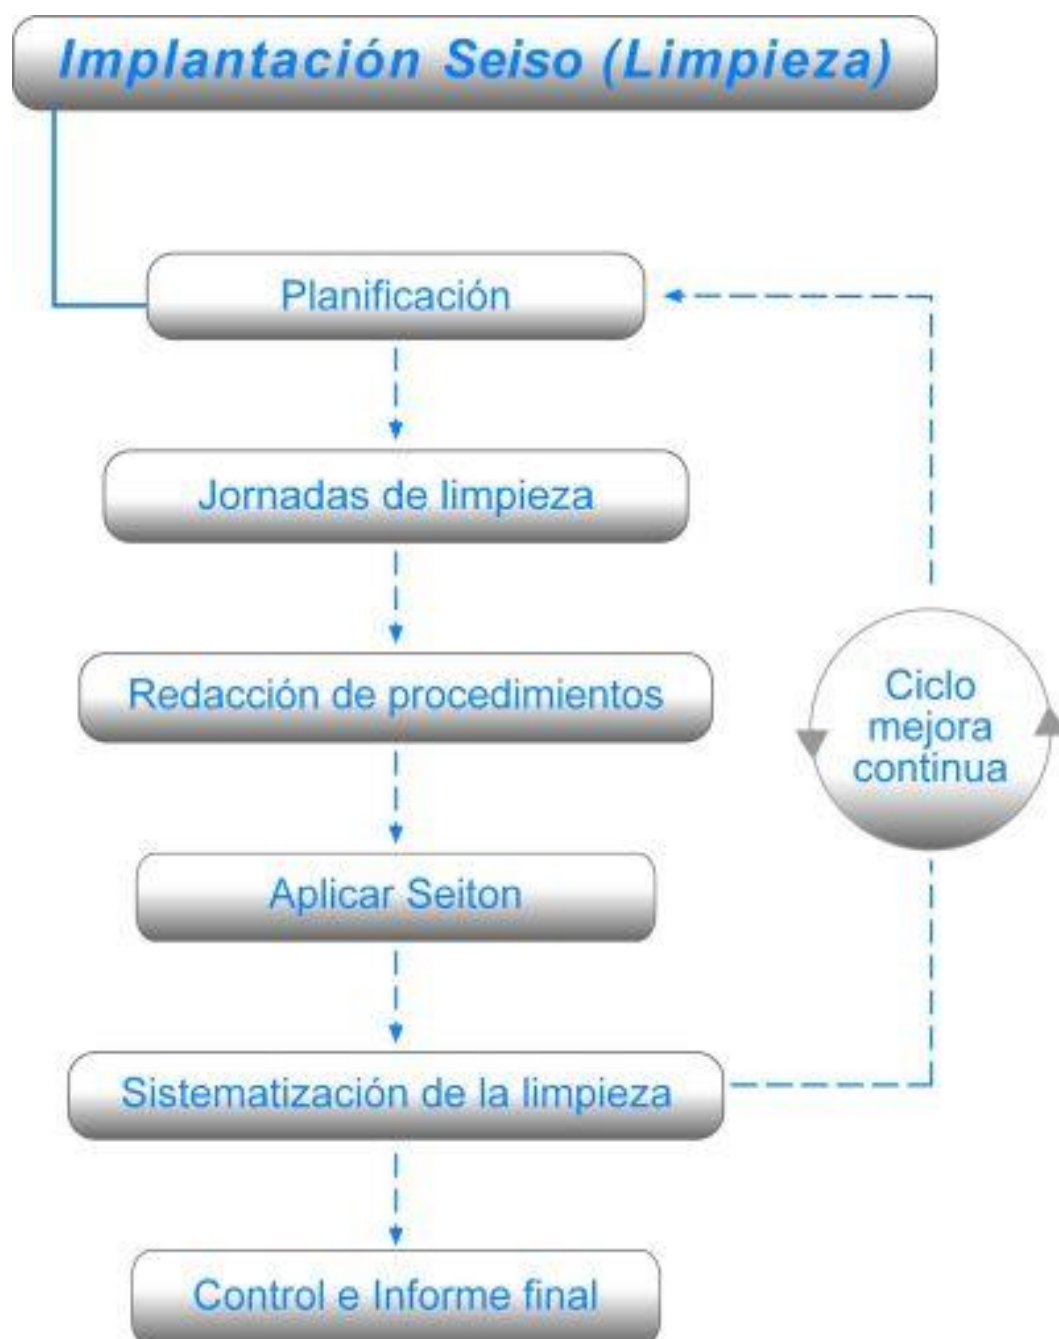 Implantación Seiso (Limpieza)
Planificación
Jornadas de limpieza
Redacción de procedimientos
Ciclo
mejora
continua
Aplicar Seiton
Sistematización de la limpieza
Control e Informe final